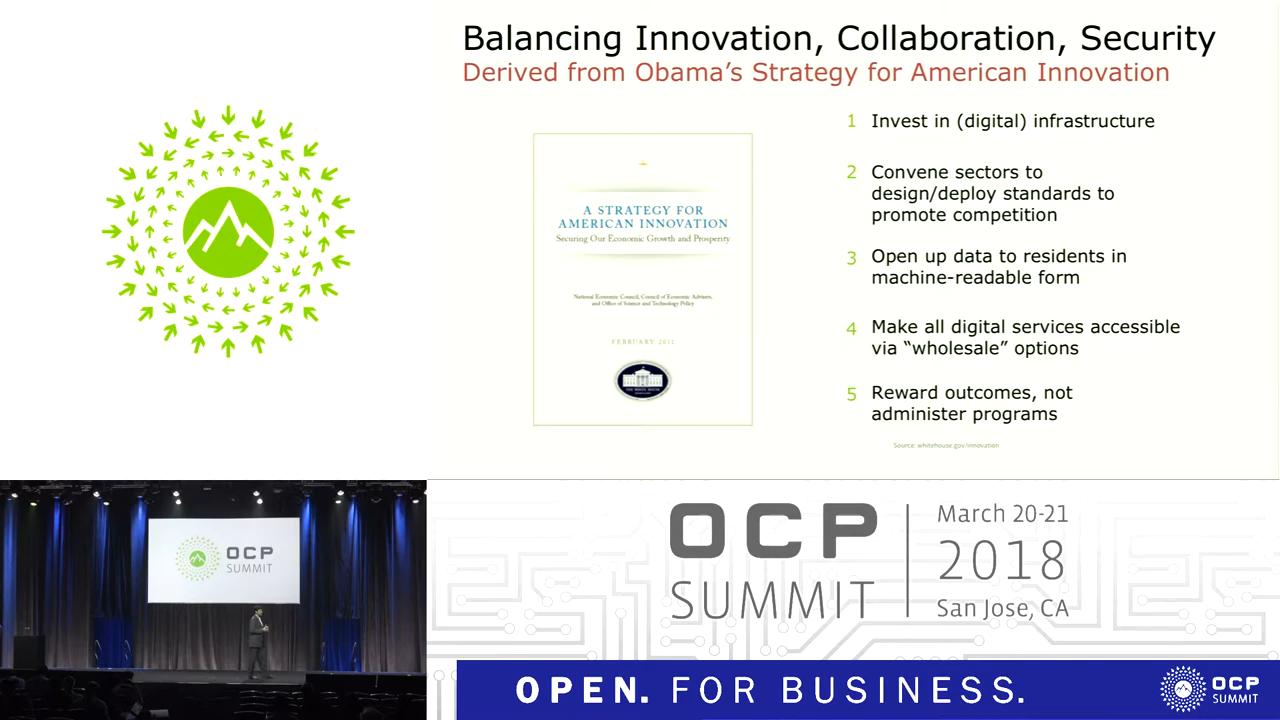 Balancing Innovation, Collaboration, Security
Derived from Obama’s Strategy for American Innovation
A STRATEGY FOR
AMERICAN INNOVATION
Securing Our Economic Growth and Prosperity
National Economic Council, Council of Economic Advisers,
and Office of Science and Technology Policy
FEBRUARY 2011
THE WHITE HOUSE
1 Invest in (digital) infrastructure
2 Convene sectors to
design/deploy standards to
promote competition
3 Open up data to residents in
machine-readable form
4 Make all digital services accessible
via “wholesale” options
5 Reward outcomes, not
administer programs
Source: whitehouse.gov/innovation
OCP
SUMMIT
OCP
SUMMIT
March 20-21
2018
San Jose, CA
OPEN. FOR BUSINESS.
OCP
SUMMIT